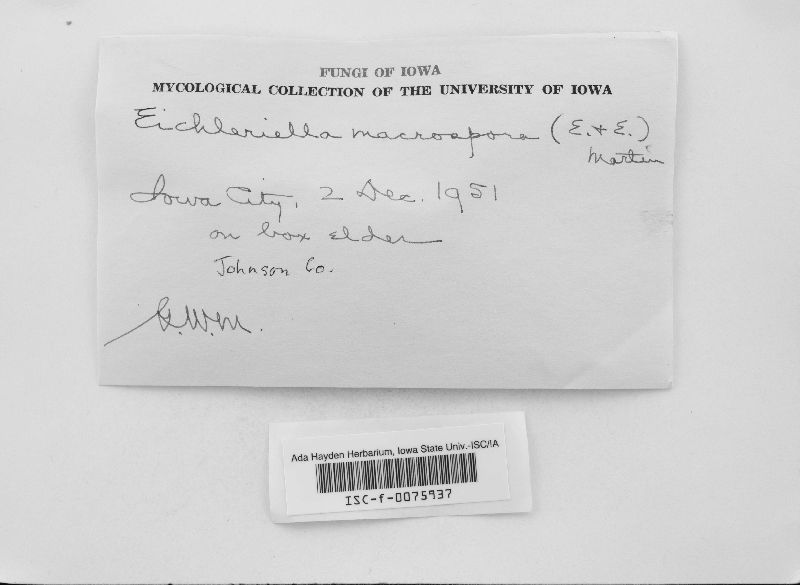 FUNGI OF IOWA
MYCOLOGICAL COLLECTION OF THE UNIVERSITY OF IOWA
Eichleriella macrospora (E. & E.)
Martin
Iowa City, 2 Dec. 1951
on box elder
Johnson Co.
G.W.M.
Ada Hayden Herbarium, Iowa State Univ.-ISC/IA
ISC-f-0075937